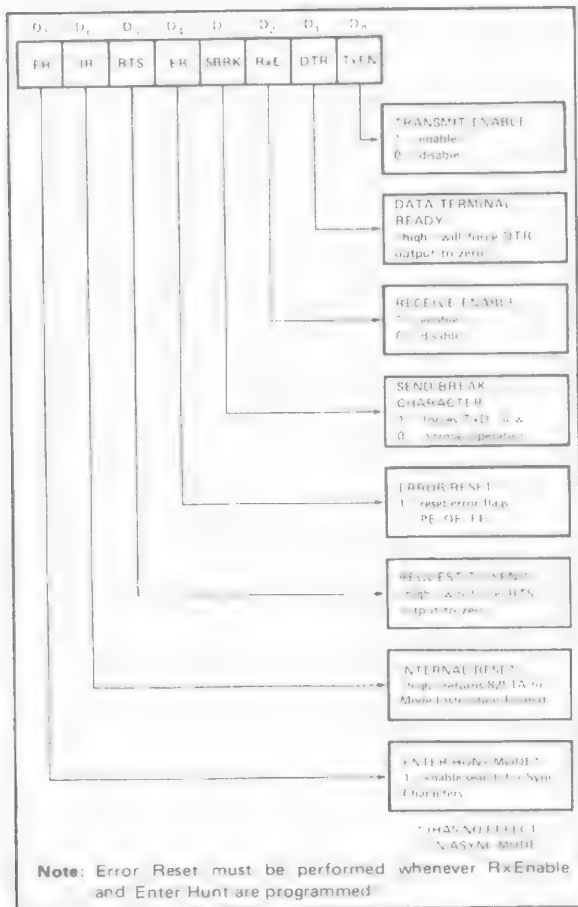 D₂ D₁ D₀
EH IR RTS ER SBRK RxE DTR TxEN
TRANSMIT ENABLE
1 enable
0 disable
DATA TERMINAL
READY
high will force DTR
output to zero
RECEIVE ENABLE
1 enable
0 disable
SEND BREAK
CHARACTER
1 forces TxD low
0 normal operation
ERROR RESET
1 reset error flags
PE OE FE
REQUEST TO SEND
high will force RTS
output to zero
INTERNAL RESET
high returns 8251A to
Mode Instruction Format
ENTER HUNT MODE*
1 enable search for Sync
Characters
*(HAS NO EFFECT
IN ASYNC MODE
Note: Error Reset must be performed whenever RxEnable
and Enter Hunt are programmed